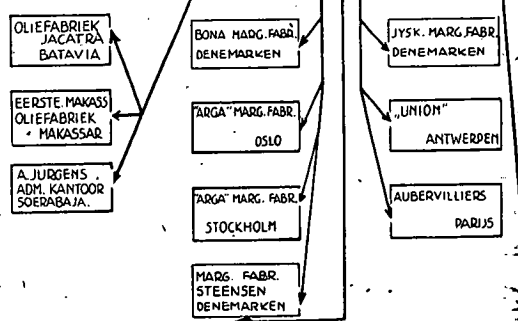 OLIEFABRIEK
JACATRA
BATAVIA
EERSTE. MAKASS
OLIEFABRIEK
MAKASSAR
A. JURGENS.
ADM. KANTOOR
SOERABAJA.
BONA MARG. FABR.
DENEMARKEN
"ARGA" MARG. FABR.
OSLO
"ARGA" MARG. FABR.
STOCKHOLM
MARG. FABR.
STEENSEN
DENEMARKEN
JYSK. MARG. FABR.
DENEMARKEN
„UNION"
ANTWERPEN
AUBERVILLIERS
PARIJS